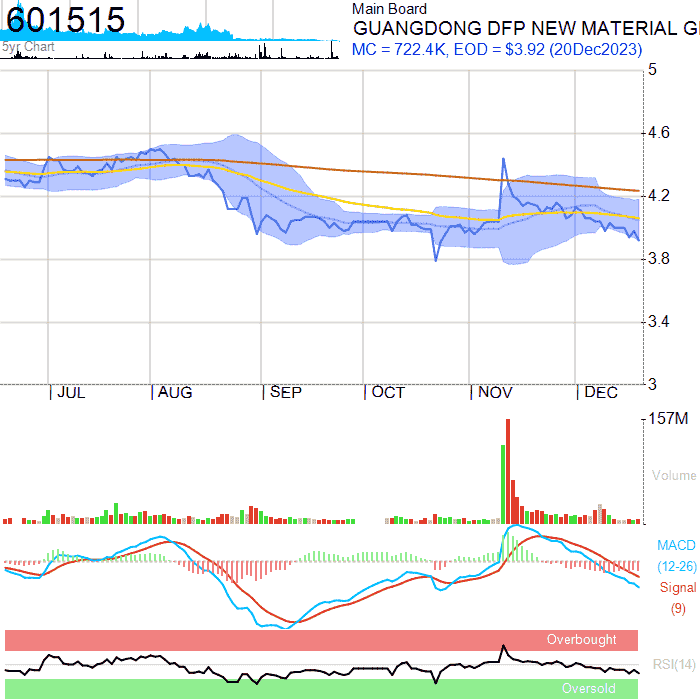 601515
5yr Chart
Main Board
GUANGDONG DFP NEW MATERIAL G
MC = 722.4K, EOD = $3.92 (20Dec2023)
5
4.6
4.2
3.8
3.4
3
JUL AUG SEP OCT NOV DEC
157M
Volume
MACD
(12-26)
Signal
(9)
Overbought
RSI(14)
Oversold